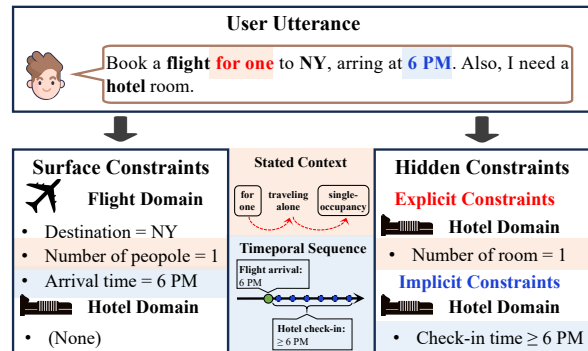 User Utterance
Book a flight for one to NY, arring at 6 PM. Also, I need a
hotel room.
Surface Constraints
Flight Domain
• Destination = NY
• Number of peopole = 1
• Arrival time = 6 PM
Hotel Domain
• (None)
Stated Context
for one
traveling alone
single-occupancy
Timeporal Sequence
Flight arrival:
6 PM
Hotel check-in:
≥ 6 PM
Hidden Constraints
Explicit Constraints
Hotel Domain
• Number of room = 1
Implicit Constraints
Hotel Domain
• Check-in time ≥ 6 PM